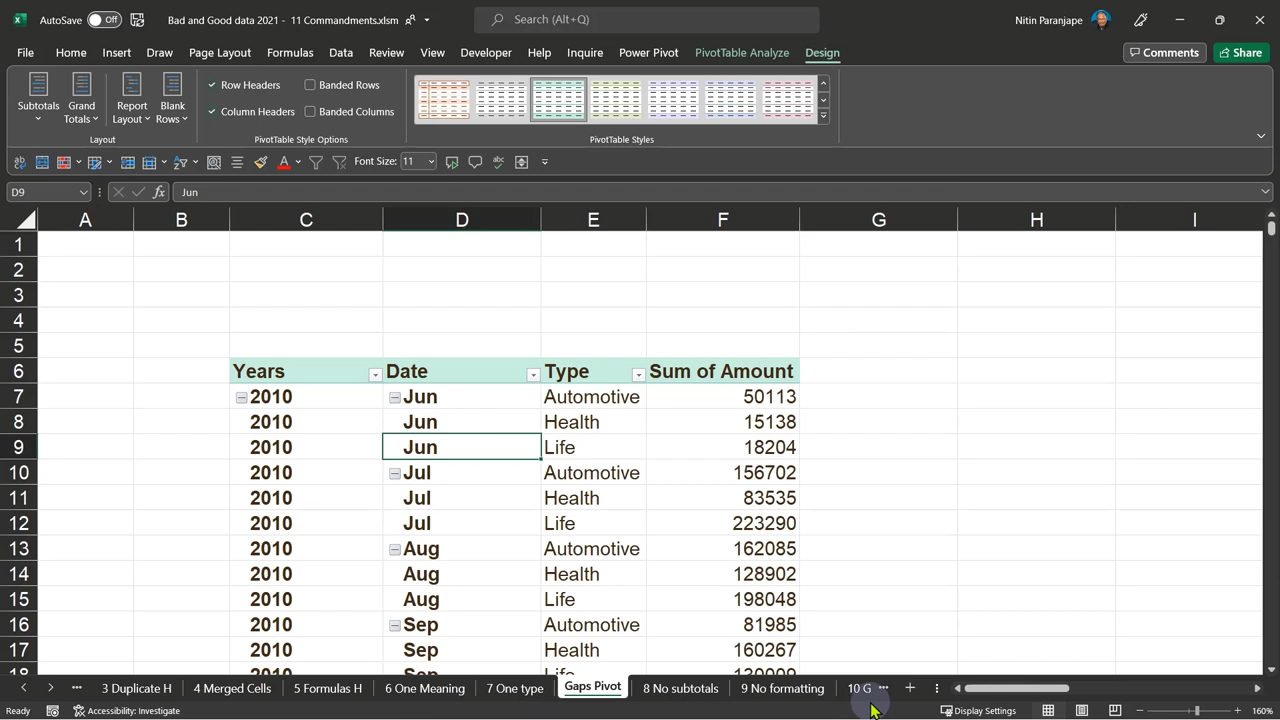 AutoSave Off Bad and Good data 2021 - 11 Commandments.xlsm Search (Alt+Q) Nitin Paranjape
File Home Insert Draw Page Layout Formulas Data Review View Developer Help Inquire Power Pivot PivotTable Analyze Design Comments Share
Subtotals Grand Totals Report Layout Blank Rows
Row Headers Banded Rows
Column Headers Banded Columns
Layout PivotTable Style Options PivotTable Styles
Font Size: 11
D9 fx Jun
A B C D E F G H I
1
2
3
4
5
6 Years Date Type Sum of Amount
7 2010 Jun Automotive 50113
8 2010 Jun Health 15138
9 2010 Jun Life 18204
10 2010 Jul Automotive 156702
11 2010 Jul Health 83535
12 2010 Jul Life 223290
13 2010 Aug Automotive 162085
14 2010 Aug Health 128902
15 2010 Aug Life 198048
16 2010 Sep Automotive 81985
17 2010 Sep Health 160267
18 2010 Sep Life 130009
3 Duplicate H 4 Merged Cells 5 Formulas H 6 One Meaning 7 One type Gaps Pivot 8 No subtotals 9 No formatting 10 G
Ready Accessibility: Investigate Display Settings 160%